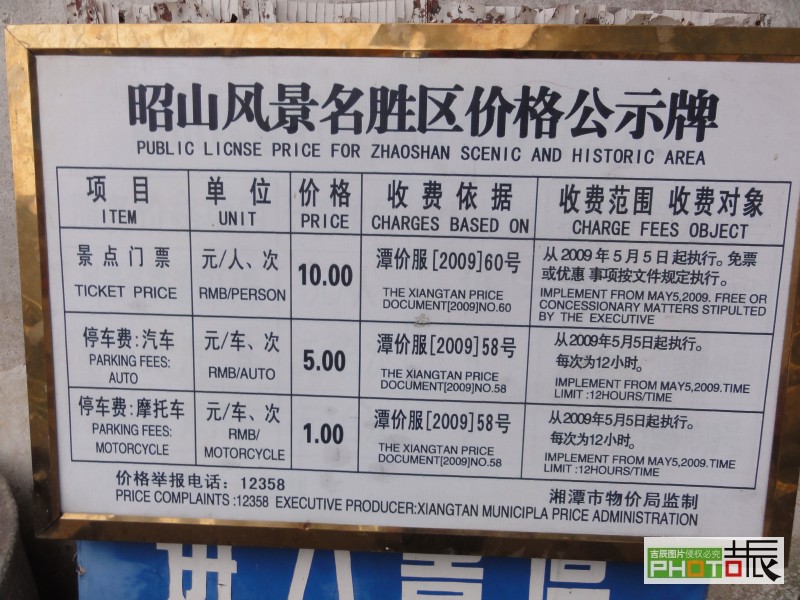 昭山风景名胜区价格公示牌
PUBLIC LICNSE PRICE FOR ZHAOSHAN SCENIC AND HISTORIC AREA
项目 单位 价格 收费依据 收费范围 收费对象
ITEM UNIT PRICE CHARGES BASED ON CHARGE FEES OBJECT
景点门票
TICKET PRICE
元/人、次
RMB/PERSON
10.00
潭价服[2009]60号
THE XIANGTAN PRICE
DOCUMENT[2009]NO.60
从2009年5月5日起执行。免票
或优惠 事项按文件规定执行。
IMPLEMENT FROM MAY5,2009. FREE OR
CONCESSIONARY MATTERS STIPULTED
BY THE EXECUTIVE
停车费:汽车
PARKING FEES:
AUTO
元/车、次
RMB/AUTO
5.00
潭价服[2009]58号
THE XIANGTAN PRICE
DOCUMENT[2009]NO.58
从2009年5月5日起执行。
每次为12小时。
IMPLEMENT FROM MAY5,2009.TIME
LIMIT :12HOURS/TIME
停车费:摩托车
PARKING FEES:
MOTORCYCLE
元/车、次
RMB/
MOTORCYCLE
1.00
潭价服[2009]58号
THE XIANGTAN PRICE
DOCUMENT[2009]NO.58
从2009年5月5日起执行。
每次为12小时。
IMPLEMENT FROM MAY5,2009.TIME
LIMIT :12HOURS/TIME
价格举报电话：12358 湘潭市物价局监制
PRICE COMPLAINTS :12358 EXECUTIVE PRODUCER:XIANGTAN MUNICIPLA PRICE ADMINISTRATION
吉辰图片 侵权必究
PHOTO